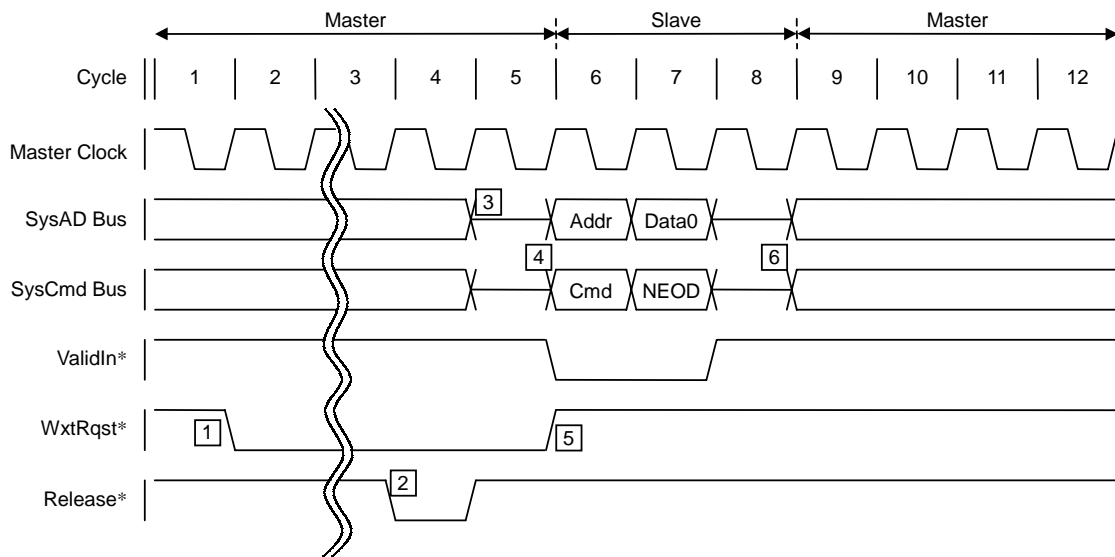 Master Slave Master
Cycle 1 2 3 4 5 6 7 8 9 10 11 12
Master Clock
3
SysAD Bus Addr Data0
4 6
SysCmd Bus Cmd NEOD
ValidIn*
WxtRqst* 1 5
2
Release*